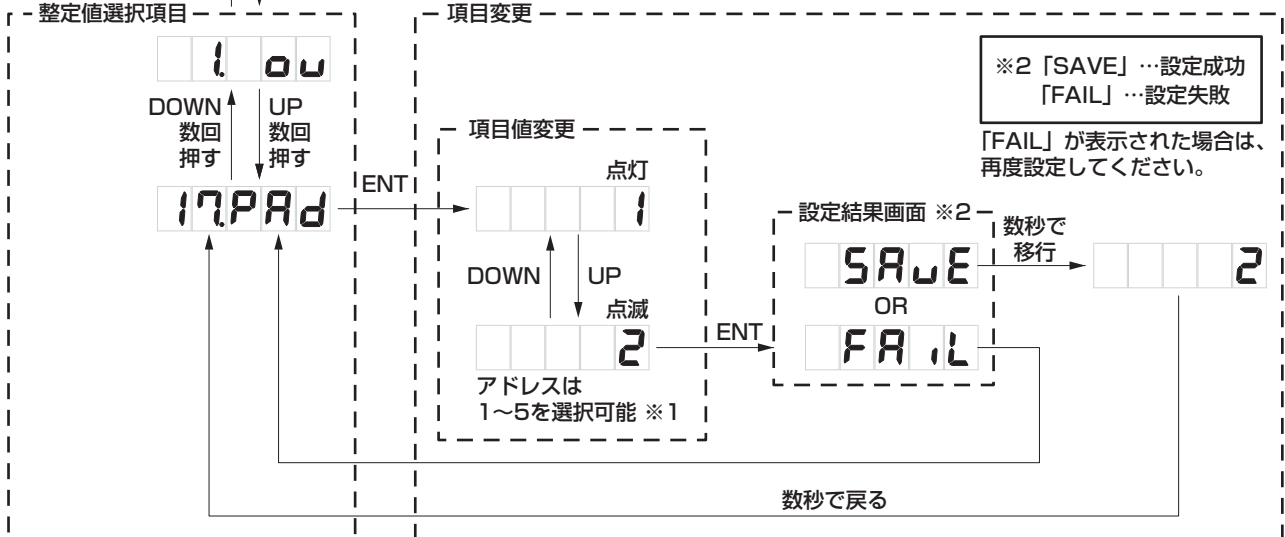 整定値選択項目
1. ov
DOWN
数回
押す
UP
数回
押す
17.PAd
ENT
項目変更
項目値変更
点灯
1
DOWN
UP
点滅
2
アドレスは
1〜5を選択可能 ※1
ENT
設定結果画面 ※2
SAvE
OR
FAiL
数秒で
移行
2
※2「SAVE」…設定成功
「FAIL」…設定失敗
「FAIL」が表示された場合は、
再度設定してください。
数秒で戻る